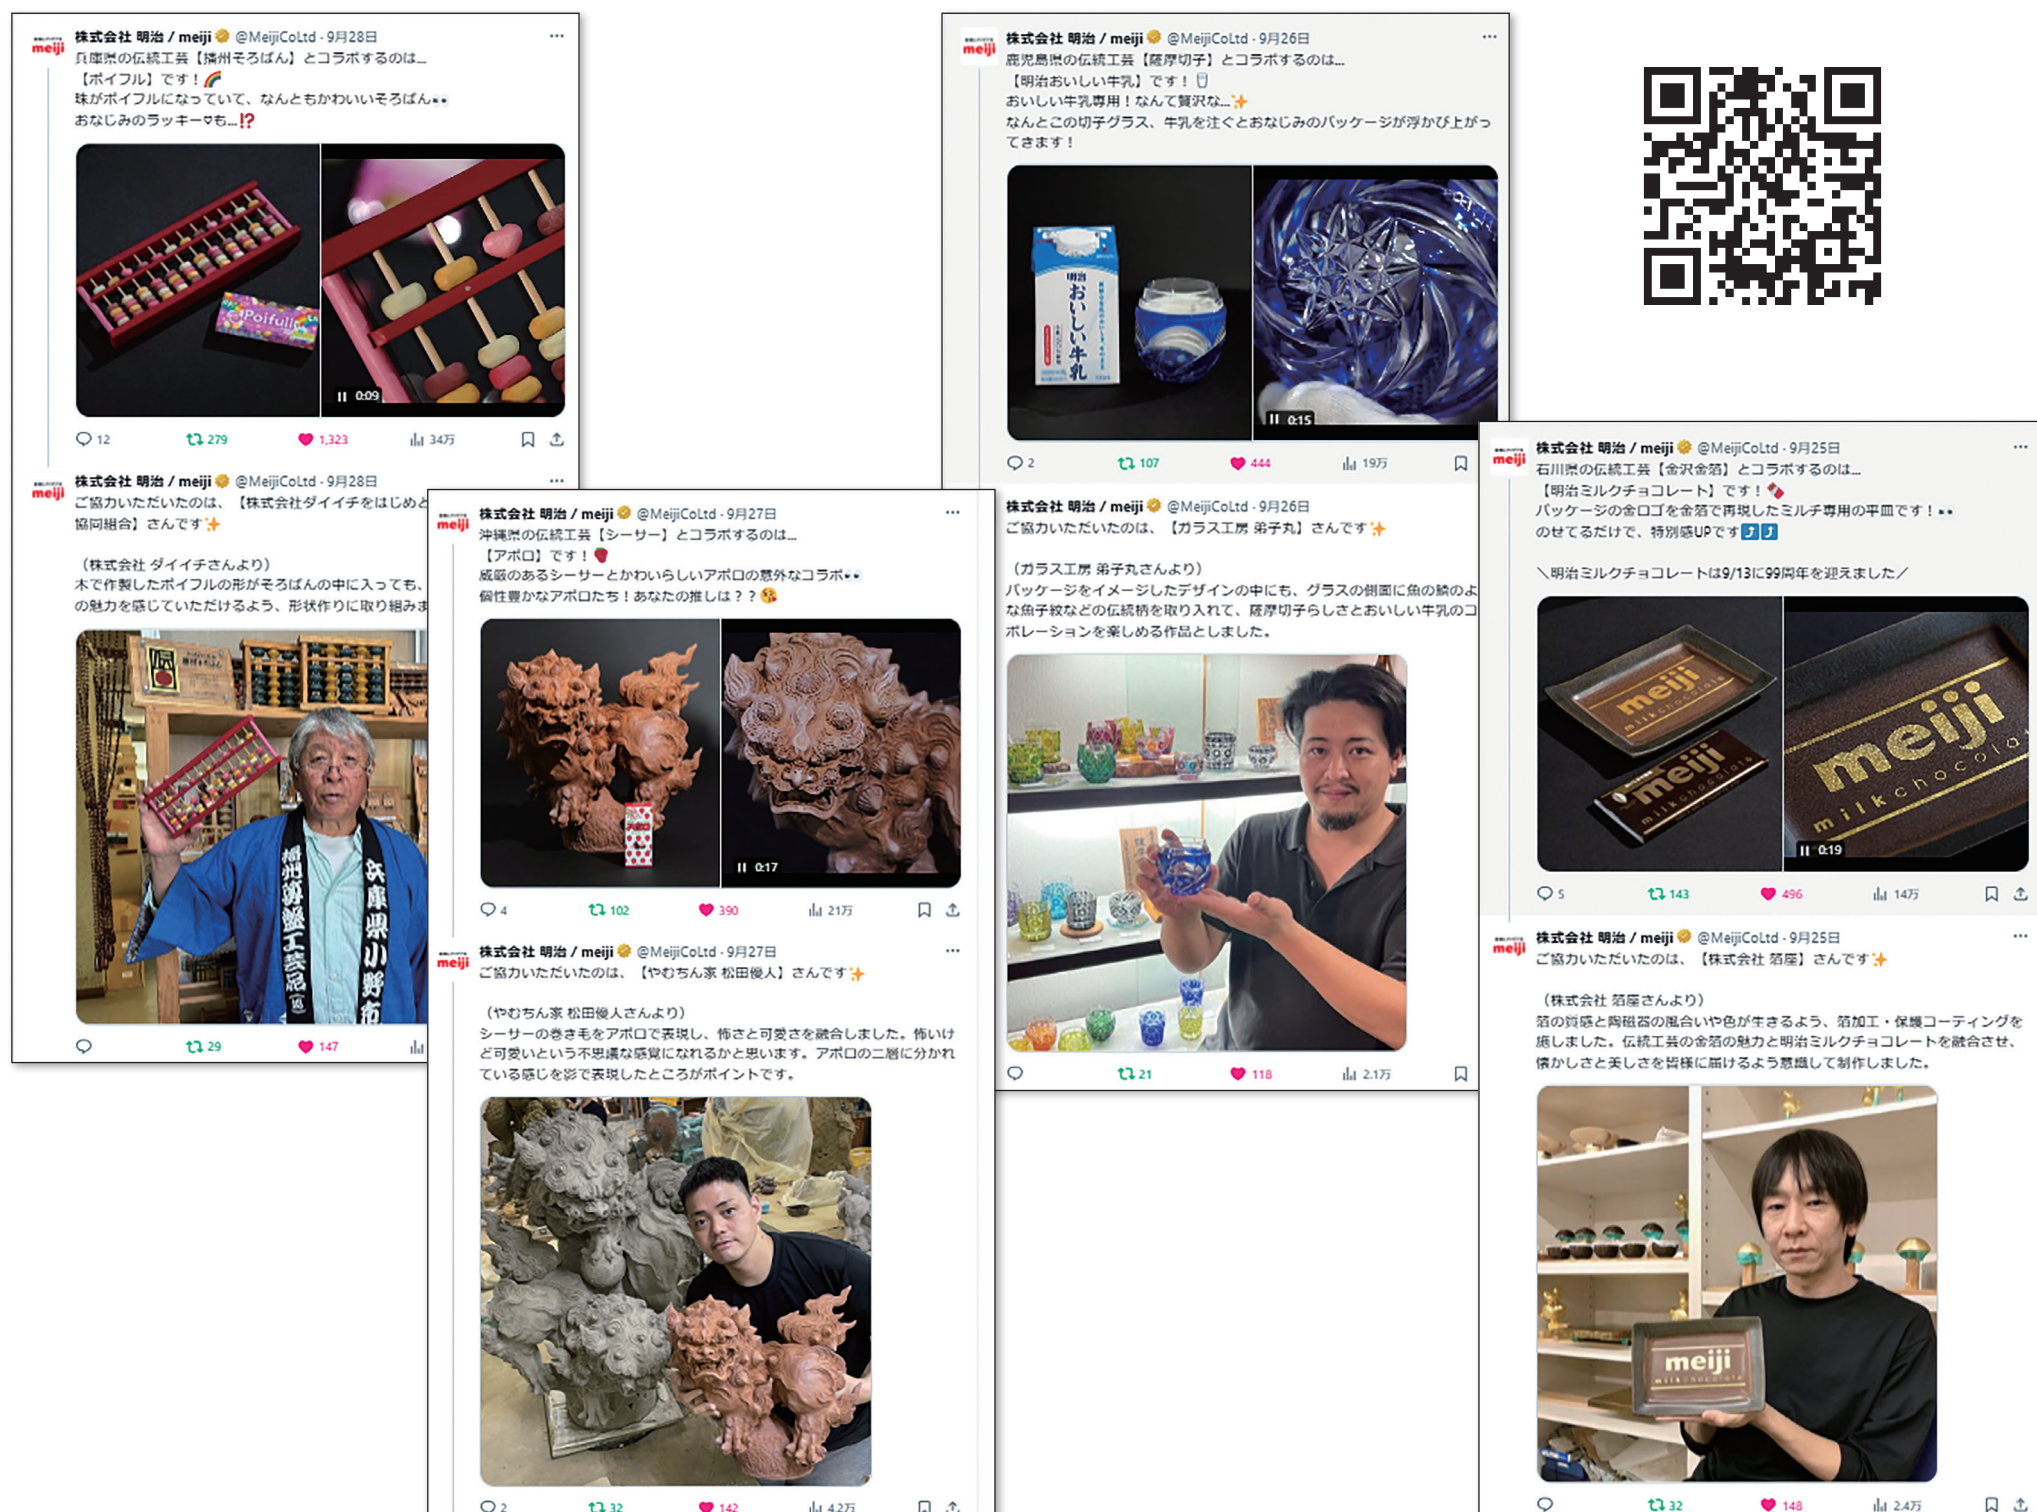 株式会社 明治 / meiji @MeijiCoLtd · 9月28日
兵庫県の伝統工芸【播州そろばん】とコラボするのは...
【ポイフル】です！🌈
珠がポイフルになっていて、なんともかわいいそろばん👀
おなじみのラッキー♡も...⁉
Poifull
0:09
12 279 1,323 34万
meiji
株式会社 明治 / meiji @MeijiCoLtd · 9月28日
ご協力いただいたのは、【株式会社ダイイチをはじめと
協同組合】さんです✨
（株式会社 ダイイチさんより）
木で作製したポイフルの形がそろばんの中に入っても、
の魅力を感じていただけるよう、形状作りに取り組みま
伝
播州算盤工芸品
兵庫県小野市
29 147
meiji
株式会社 明治 / meiji @MeijiCoLtd · 9月27日
沖縄県の伝統工芸【シーサー】とコラボするのは...
【アポロ】です！🍓
威厳のあるシーサーとかわいらしいアポロの意外なコラボ👀
個性豊かなアポロたち！あなたの推しは？？😘
アポロ
0:17
4 102 390 21万
meiji
株式会社 明治 / meiji @MeijiCoLtd · 9月27日
ご協力いただいたのは、【やむちん家 松田優人】さんです✨
（やむちん家 松田優人さんより）
シーサーの巻き毛をアポロで表現し、怖さと可愛さを融合しました。怖いけ
ど可愛いという不思議な感覚になれるかと思います。アポロの二層に分かれ
ている感じを影で表現したところがポイントです。
2 32 142 4.2万
meiji
株式会社 明治 / meiji @MeijiCoLtd · 9月26日
鹿児島県の伝統工芸【薩摩切子】とコラボするのは...
【明治おいしい牛乳】です！🥛
おいしい牛乳専用！なんて贅沢な...✨
なんとこの切子グラス、牛乳を注ぐとおなじみのパッケージが浮かび上がっ
てきます！
明治
おいしい牛乳
0:15
2 107 444 19万
株式会社 明治 / meiji @MeijiCoLtd · 9月26日
ご協力いただいたのは、【ガラス工房 弟子丸】さんです✨
（ガラス工房 弟子丸さんより）
パッケージをイメージしたデザインの中にも、グラスの側面に魚の鱗のよ
な魚子紋などの伝統柄を取り入れて、薩摩切子らしさとおいしい牛乳のコ
ボレーションを楽しめる作品としました。
21 118 2.1万
meiji
株式会社 明治 / meiji @MeijiCoLtd · 9月25日
石川県の伝統工芸【金沢金箔】とコラボするのは...
【明治ミルクチョコレート】です！🍫
パッケージの金ロゴを金箔で再現したミルチ専用の平皿です！👀
のせてるだけで、特別感UPです⤴⤴
＼明治ミルクチョコレートは9/13に99周年を迎えました／
meiji
milkchocolate
meiji
milkchocolate
meiji
milkchocolat
0:19
5 143 496 14万
meiji
株式会社 明治 / meiji @MeijiCoLtd · 9月25日
ご協力いただいたのは、【株式会社 箔座】さんです✨
（株式会社 箔座さんより）
箔の質感と陶磁器の風合いや色が生きるよう、箔加工・保護コーティングを
施しました。伝統工芸の金箔の魅力と明治ミルクチョコレートを融合させ、
懐かしさと美しさを皆様に届けるよう意識して制作しました。
meiji
milkchocolate
32 148 2.4万